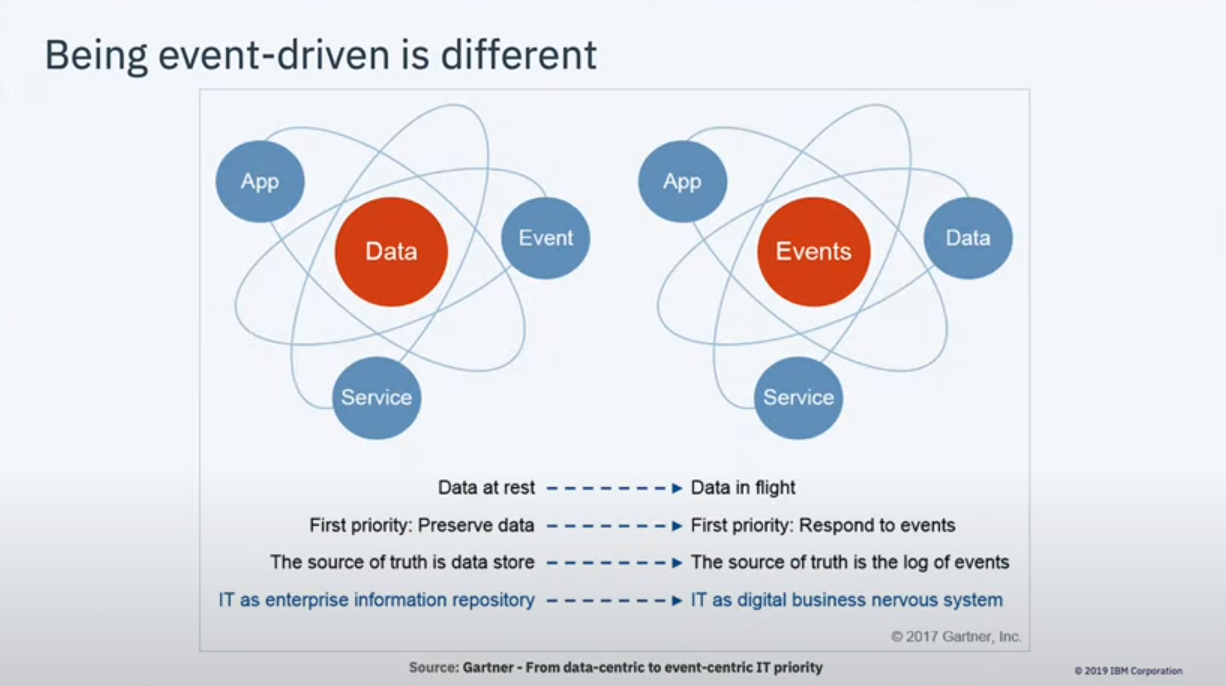 Being event-driven is different
App
Data
Event
Service
App
Events
Data
Service
Data at rest
Data in flight
First priority: Preserve data
First priority: Respond to events
The source of truth is data store
The source of truth is the log of events
IT as enterprise information repository
IT as digital business nervous system
© 2017 Gartner, Inc.
Source: Gartner - From data-centric to event-centric IT priority
© 2019 IBM Corporation